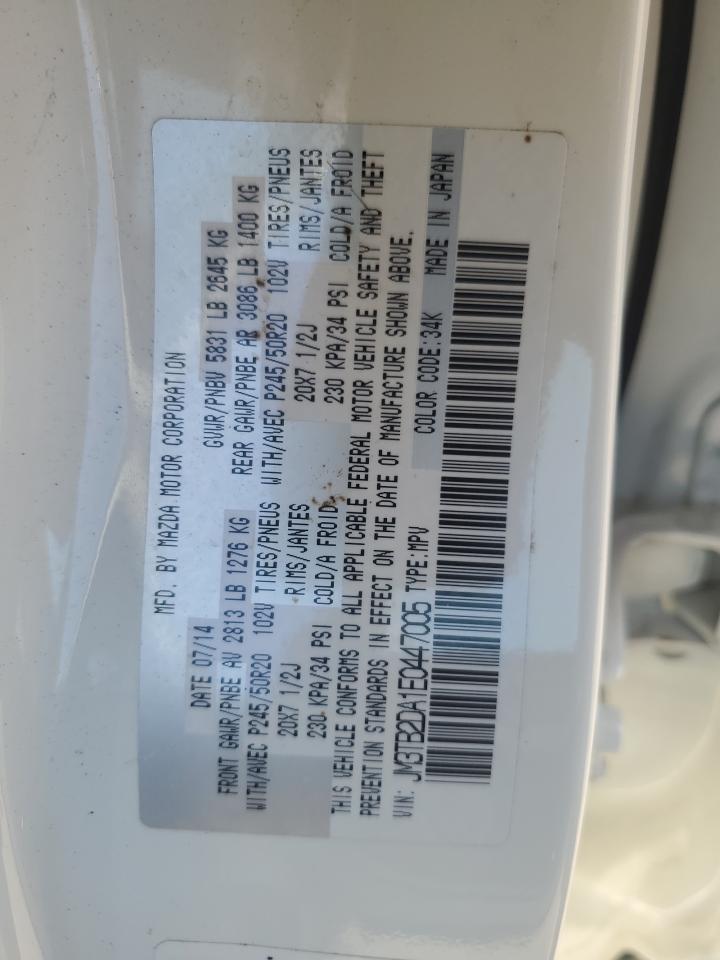 MFD. BY MAZDA MOTOR CORPORATION
DATE 07/14 GVWR/PNBV 5831 LB 2645 KG
FRONT GAWR/PNBE AV 2813 LB 1276 KG REAR GAWR/PNBE AR 3086 LB 1400 KG
WITH/AVEC P245/50R20 102V TIRES/PNEUS WITH/AVEC P245/50R20 102V TIRES/PNEUS
20X7 1/2J RIMS/JANTES 20X7 1/2J RIMS/JANTES
230 KPA/34 PSI COLD/A FROID 230 KPA/34 PSI COLD/A FROID
THIS VEHICLE CONFORMS TO ALL APPLICABLE FEDERAL MOTOR VEHICLE SAFETY AND THEFT
PREVENTION STANDARDS IN EFFECT ON THE DATE OF MANUFACTURE SHOWN ABOVE.
VIN: JM3TB2DA1E0447005 TYPE:MPV COLOR CODE:34K MADE IN JAPAN